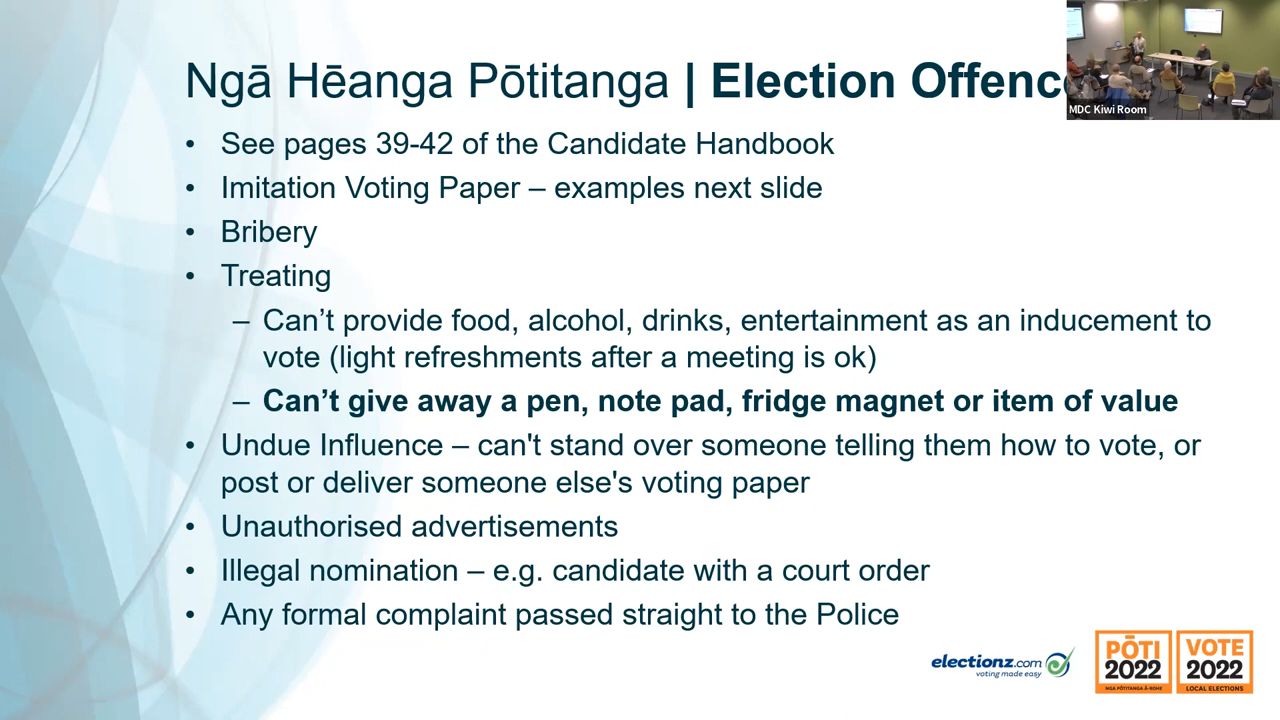 Ngā Hēanga Pōtitanga | Election Offenc
MDC Kiwi Room
• See pages 39-42 of the Candidate Handbook
• Imitation Voting Paper – examples next slide
• Bribery
• Treating
– Can’t provide food, alcohol, drinks, entertainment as an inducement to
vote (light refreshments after a meeting is ok)
– Can’t give away a pen, note pad, fridge magnet or item of value
• Undue Influence – can't stand over someone telling them how to vote, or
post or deliver someone else's voting paper
• Unauthorised advertisements
• Illegal nomination – e.g. candidate with a court order
• Any formal complaint passed straight to the Police
electionz.com
voting made easy
PŌTI
2022
NGA PŌTITANGA Ā-ROHE
VOTE
2022
LOCAL ELECTIONS